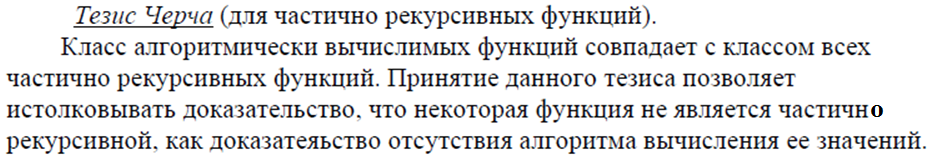 Тезис Черча (для частично рекурсивных функций).
Класс алгоритмически вычислимых функций совпадает с классом всех
частично рекурсивных функций. Принятие данного тезиса позволяет
истолковывать доказательство, что некоторая функция не является частично
рекурсивной, как доказатеяьство отсутствия алгоритма вычисления ее значений.